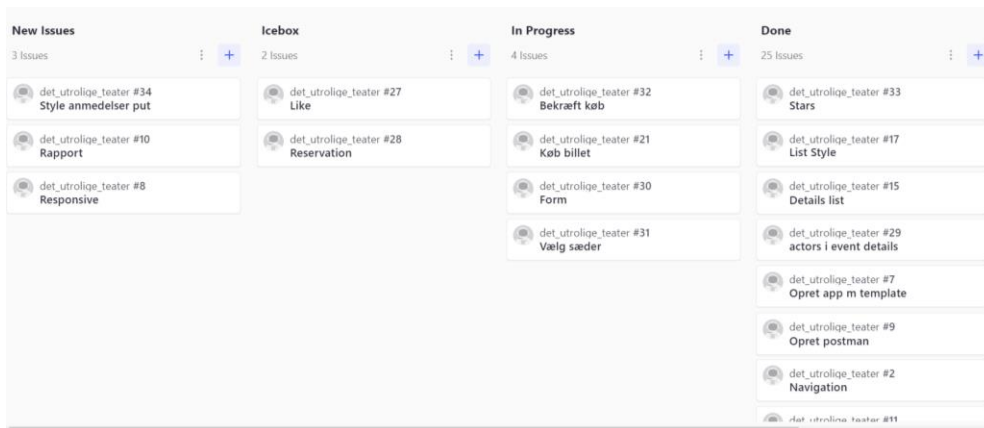 New Issues
3 Issues
det_utrolige_teater #34
Style anmedelser put
det_utrolige_teater #10
Rapport
det_utrolige_teater #8
Responsive
Icebox
2 Issues
det_utrolige_teater #27
Like
det_utrolige_teater #28
Reservation
In Progress
4 Issues
det_utrolige_teater #32
Bekræft køb
det_utrolige_teater #21
Køb billet
det_utrolige_teater #30
Form
det_utrolige_teater #31
Vælg sæder
Done
25 Issues
det_utrolige_teater #33
Stars
det_utrolige_teater #17
List Style
det_utrolige_teater #15
Details list
det_utrolige_teater #29
actors i event details
det_utrolige_teater #7
Opret app m template
det_utrolige_teater #9
Opret postman
det_utrolige_teater #2
Navigation
det_utrolige_teater #11